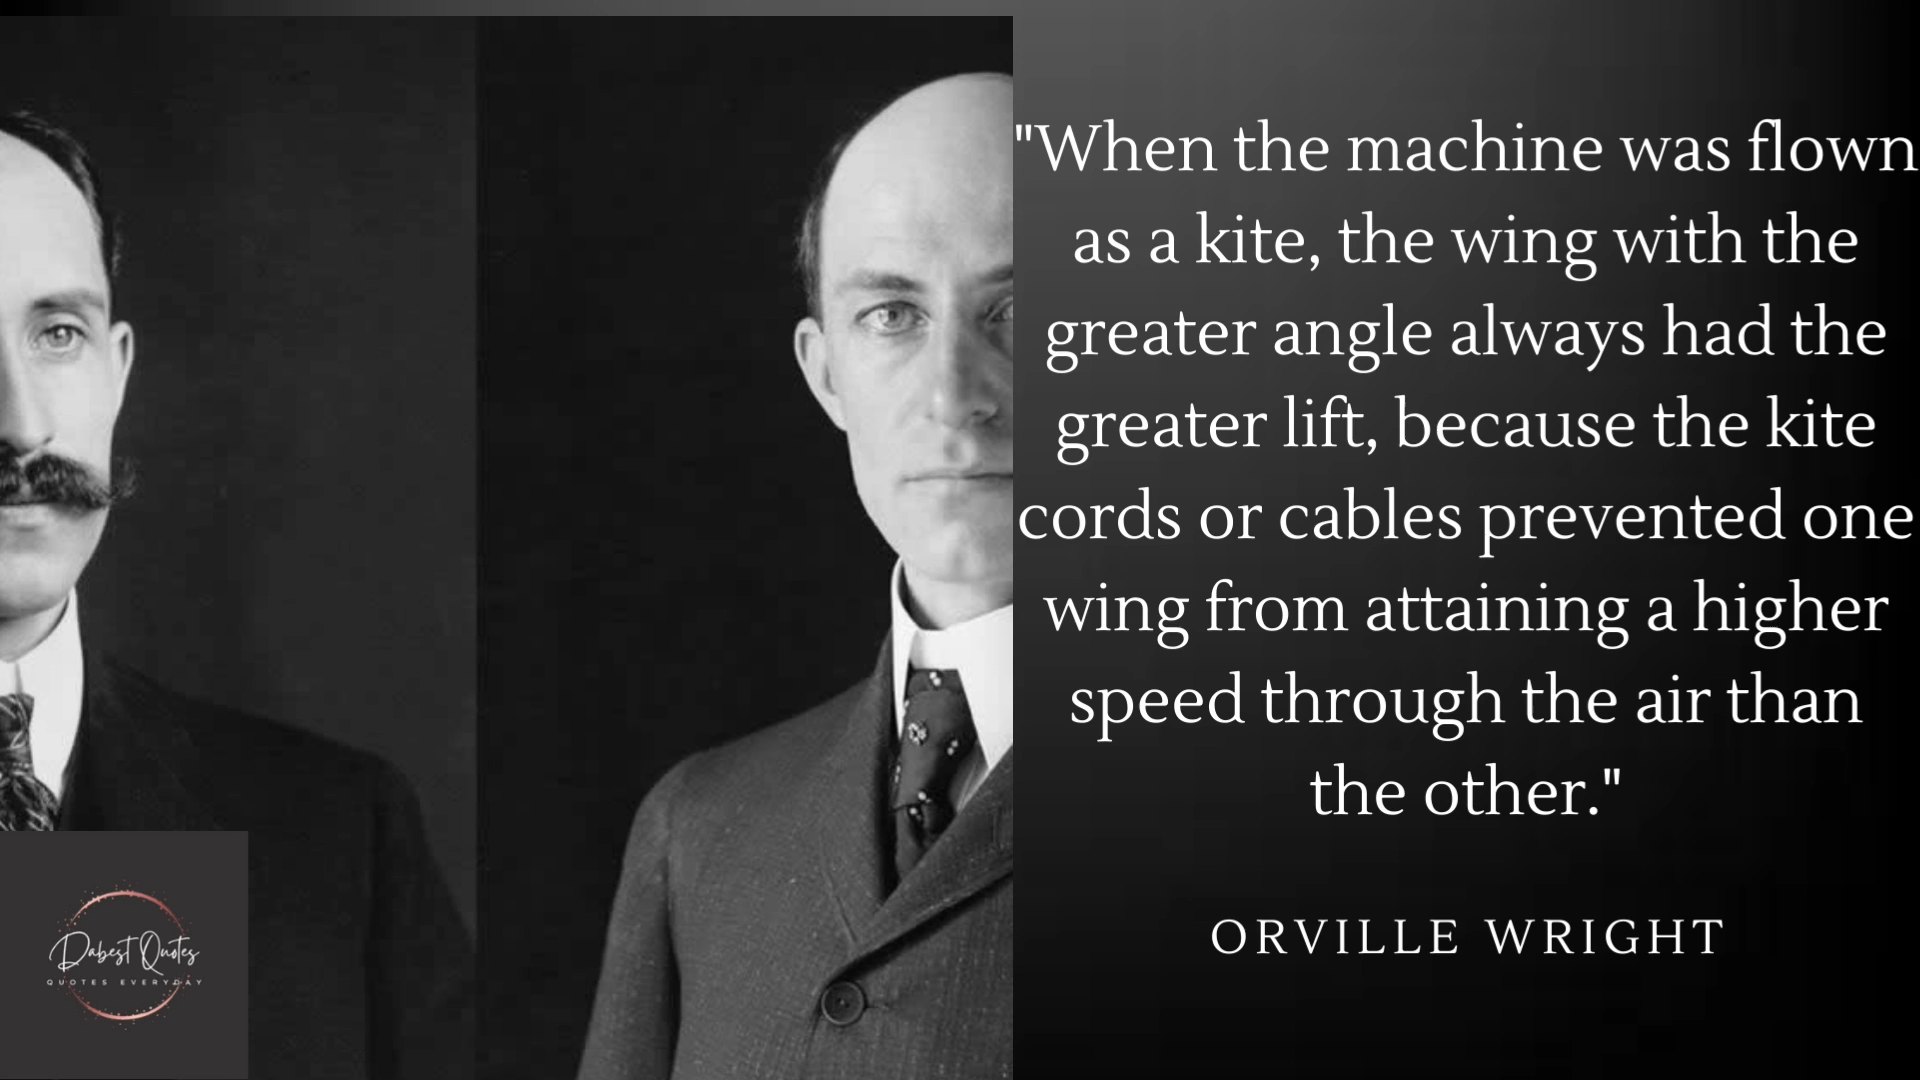 "When the machine was flown
as a kite, the wing with the
greater angle always had the
greater lift, because the kite
cords or cables prevented one
wing from attaining a higher
speed through the air than
the other."
ORVILLE WRIGHT
Dabest Quotes
QUOTES EVERYDAY